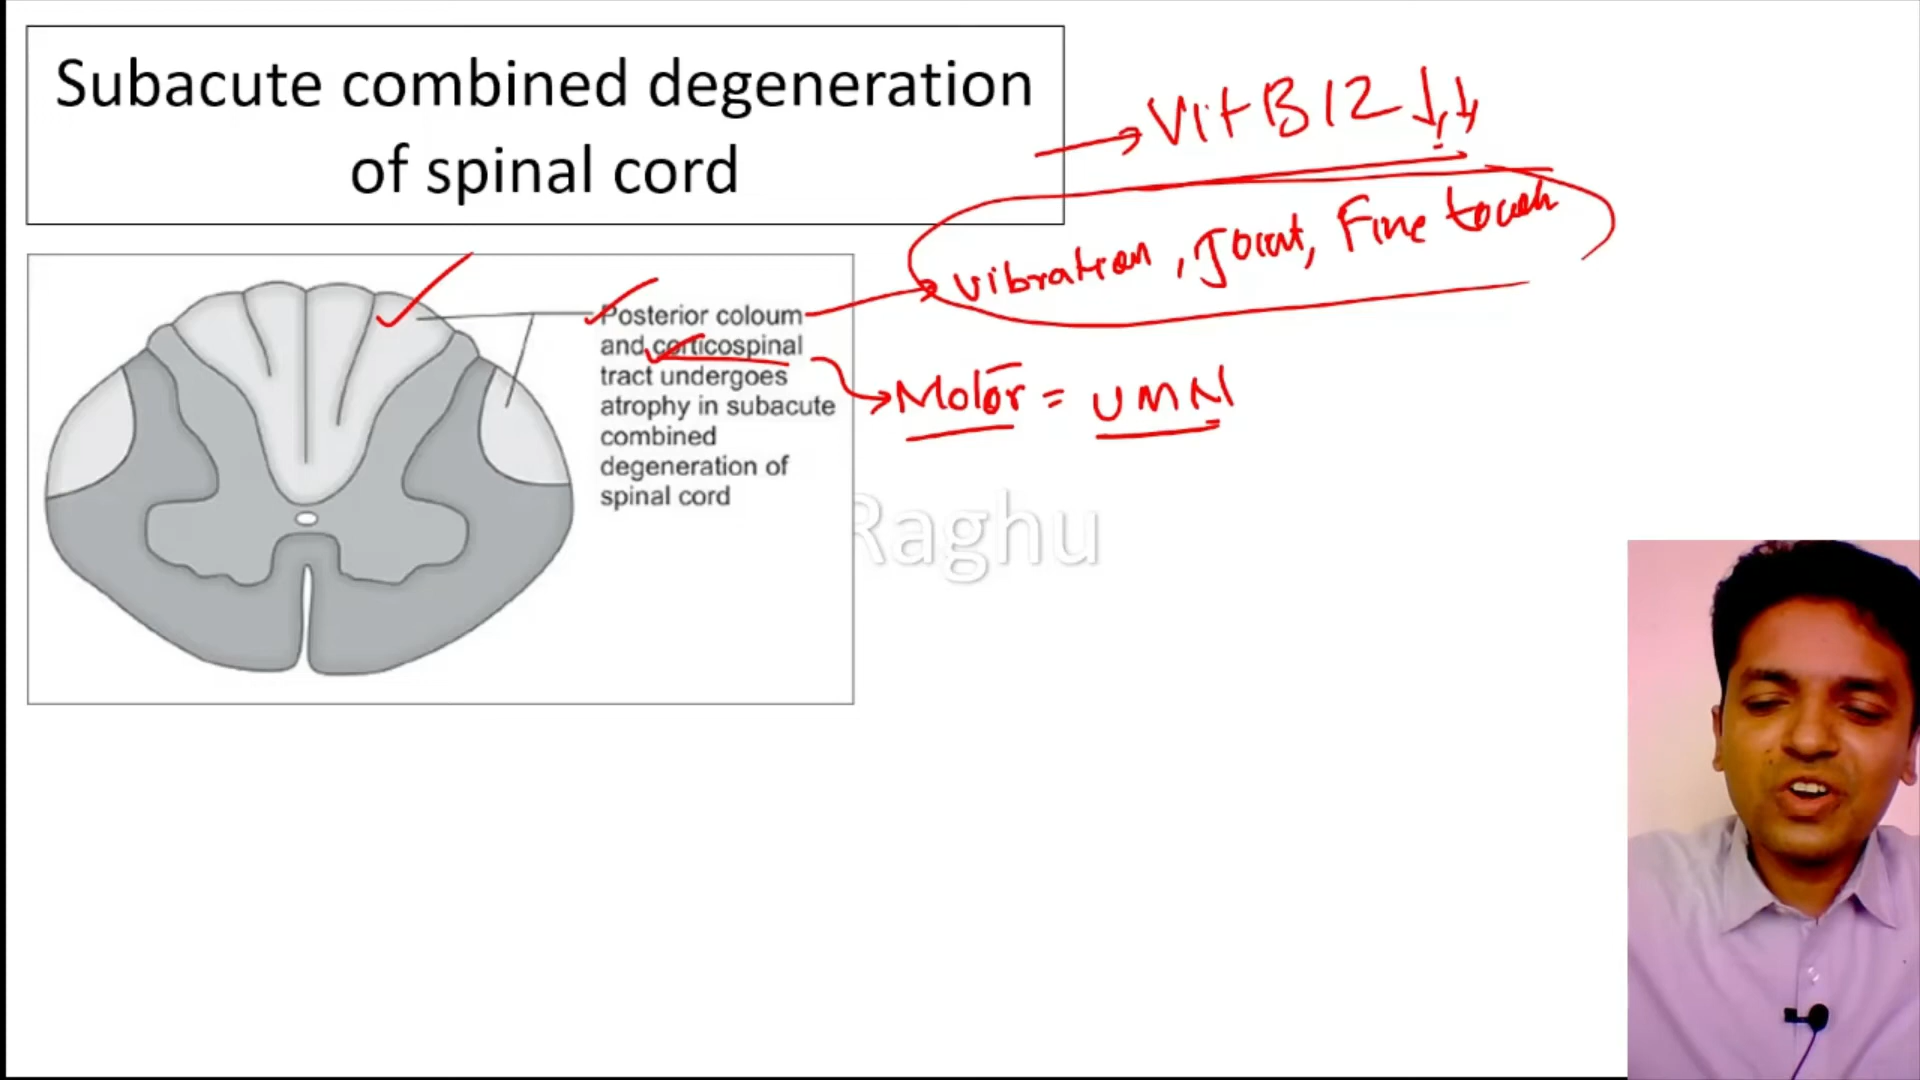 Subacute combined degeneration
of spinal cord
→ Vit B12 ↓↓
Posterior coloum
and corticospinal
tract undergoes
atrophy in subacute
combined
degeneration of
spinal cord
→ Vibration, Joint, Fine touch
→ Motor = UMN
Raghu